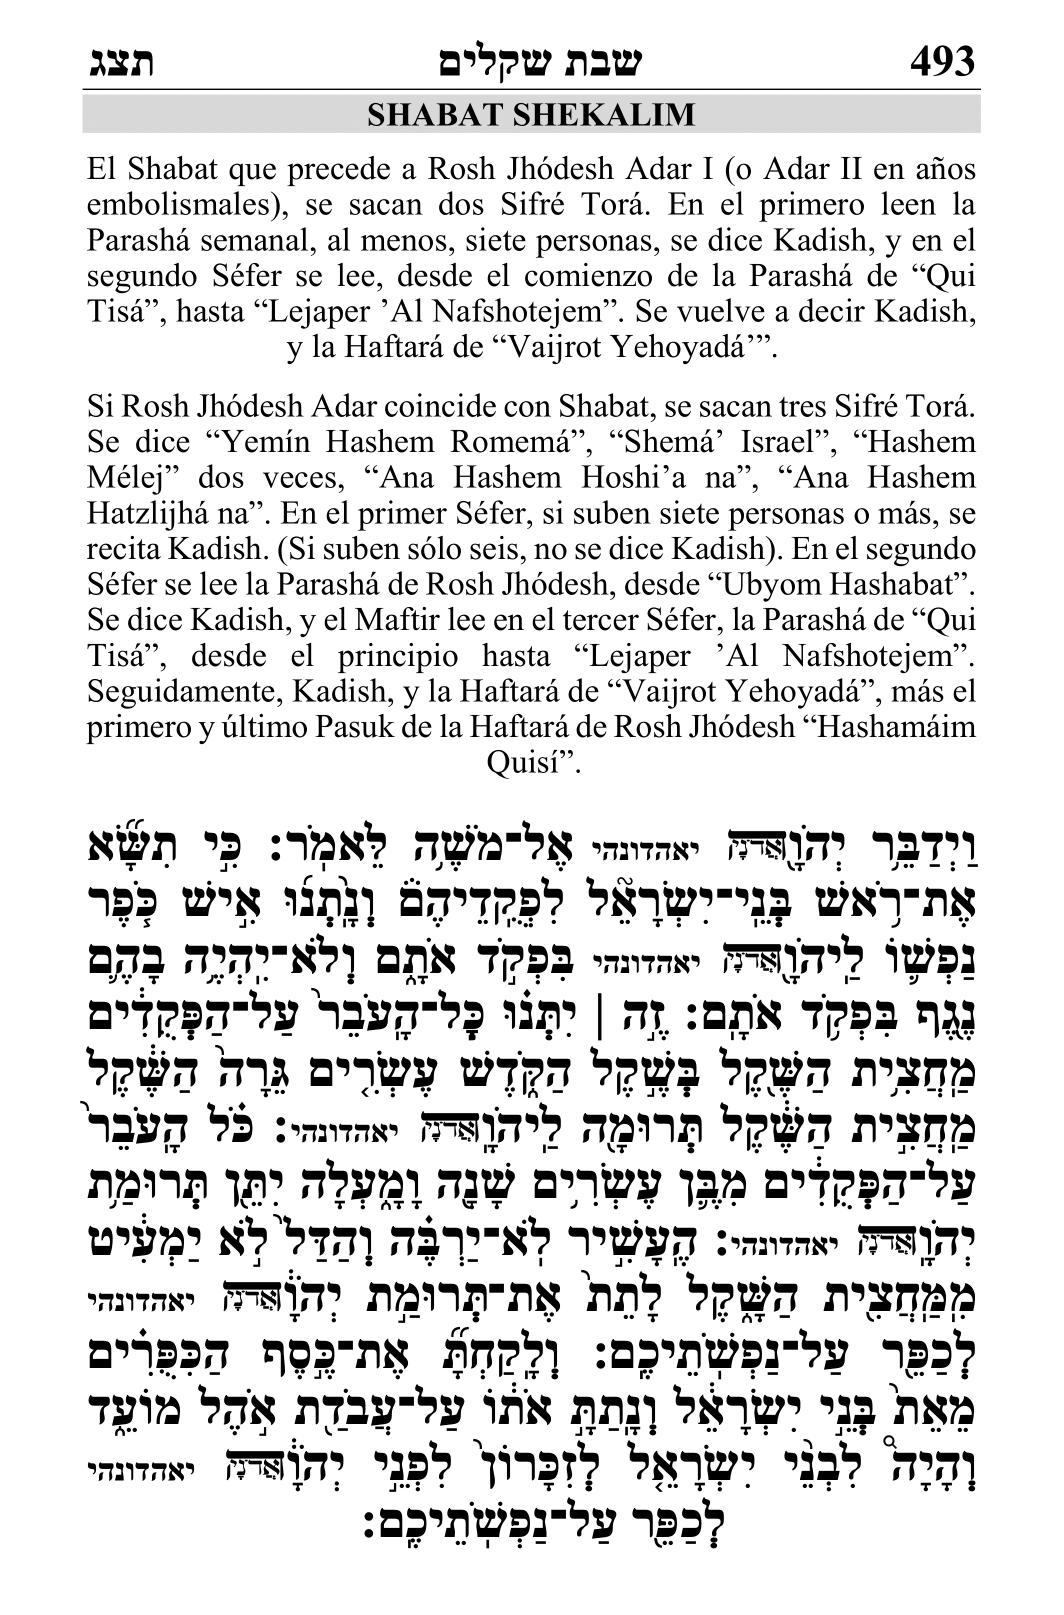 493 שבת שקלים תצג
SHABAT SHEKALIM
El Shabat que precede a Rosh Jhódesh Adar I (o Adar II en años
embolismales), se sacan dos Sifré Torá. En el primero leen la
Parashá semanal, al menos, siete personas, se dice Kadish, y en el
segundo Séfer se lee, desde el comienzo de la Parashá de “Qui
Tisá”, hasta “Lejaper ’Al Nafshotejem”. Se vuelve a decir Kadish,
y la Haftará de “Vaijrot Yehoyadá’”.
Si Rosh Jhódesh Adar coincide con Shabat, se sacan tres Sifré Torá.
Se dice “Yemín Hashem Romemá”, “Shemá’ Israel”, “Hashem
Mélej” dos veces, “Ana Hashem Hoshi’a na”, “Ana Hashem
Hatzlijhá na”. En el primer Séfer, si suben siete personas o más, se
recita Kadish. (Si suben sólo seis, no se dice Kadish). En el segundo
Séfer se lee la Parashá de Rosh Jhódesh, desde “Ubyom Hashabat”.
Se dice Kadish, y el Maftir lee en el tercer Séfer, la Parashá de “Qui
Tisá”, desde el principio hasta “Lejaper ’Al Nafshotejem”.
Seguidamente, Kadish, y la Haftará de “Vaijrot Yehoyadá”, más el
primero y último Pasuk de la Haftará de Rosh Jhódesh “Hashamáim
Quisí”.
וַיְדַבֵּ֥ר יְהֹוָ֖ה אֲדֹנָי יאהדונהי אֶל־מֹשֶׁ֥ה לֵּאמֹֽר׃ כִּ֣י תִשָּׂ֞א
אֶת־רֹ֥אשׁ בְּנֵֽי־יִשְׂרָאֵל֮ לִפְקֻדֵיהֶם֒ וְנָ֨תְנ֜וּ אִ֣ישׁ כֹּ֧פֶר
נַפְשׁ֛וֹ לַֽיהֹוָ֖ה אֲדֹנָי יאהדונהי בִּפְקֹ֣ד אֹתָ֑ם וְלֹא־יִֽהְיֶ֥ה בָהֶ֛ם
נֶ֖גֶף בִּפְקֹ֥ד אֹתָֽם׃ זֶ֣ה | יִתְּנ֗וּ כׇּל־הָֽעֹבֵר֙ עַל־הַפְּקֻדִ֔ים
מַֽחֲצִ֥ית הַשֶּׁ֖קֶל בְּשֶׁ֣קֶל הַקֹּ֑דֶשׁ עֶשְׂרִ֤ים גֵּרָה֙ הַשֶּׁ֔קֶל
מַֽחֲצִ֣ית הַשֶּׁ֔קֶל תְּרוּמָ֖ה לַֽיהֹוָֽה אֲדֹנָי יאהדונהי׃ כֹּ֗ל הָֽעֹבֵר֙
עַל־הַפְּקֻדִ֔ים מִבֶּ֛ן עֶשְׂרִ֥ים שָׁנָ֖ה וָמָ֑עְלָה יִתֵּ֖ן תְּרוּמַ֥ת
יְהֹוָֽה אֲדֹנָי יאהדונהי׃ הֶֽעָשִׁ֣יר לֹֽא־יַרְבֶּ֗ה וְהַדַּל֙ לֹ֣א יַמְעִ֔יט
מִֽמַּחֲצִ֖ית הַשָּׁ֑קֶל לָתֵת֙ אֶת־תְּרוּמַ֣ת יְהֹוָ֔ה אֲדֹנָי יאהדונהי
לְכַפֵּ֖ר עַל־נַפְשֹֽׁתֵיכֶֽם׃ וְלָֽקַחְתָּ֞ אֶת־כֶּ֣סֶף הַכִּפֻּרִ֗ים
מֵאֵת֙ בְּנֵ֣י יִשְׂרָאֵ֔ל וְנָֽתַתָּ֣ אֹת֔וֹ עַל־עֲבֹדַ֖ת אֹ֣הֶל מוֹעֵ֑ד
וְהָיָה֩ לִבְנֵ֨י יִשְׂרָאֵ֤ל לְזִכָּרוֹן֙ לִפְנֵ֣י יְהֹוָ֔ה אֲדֹנָי יאהדונהי
לְכַפֵּ֖ר עַל־נַפְשֹֽׁתֵיכֶֽם׃